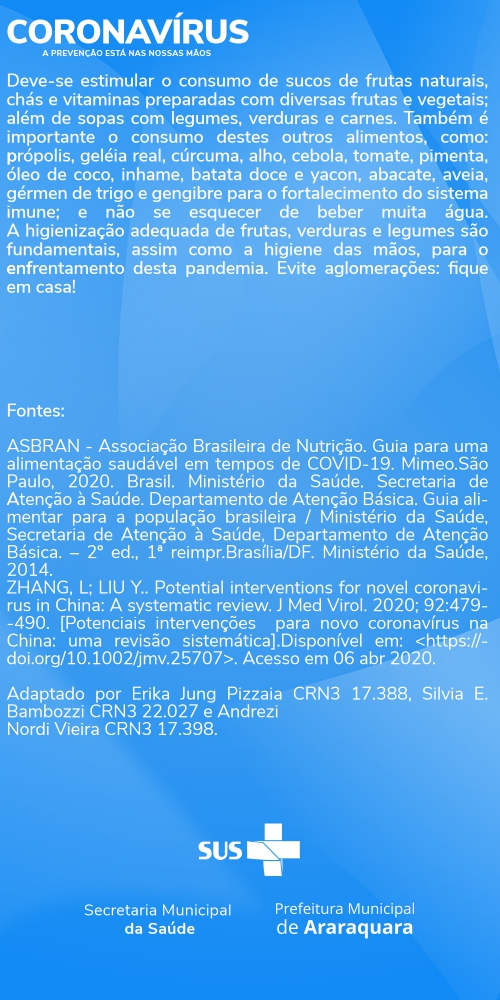 CORONAVÍRUS
A PREVENÇÃO ESTÁ NAS NOSSAS MÃOS
Deve-se estimular o consumo de sucos de frutas naturais,
chás e vitaminas preparadas com diversas frutas e vegetais;
além de sopas com legumes, verduras e carnes. Também é
importante o consumo destes outros alimentos, como:
própolis, geléia real, cúrcuma, alho, cebola, tomate, pimenta,
óleo de coco, inhame, batata doce e yacon, abacate, aveia,
gérmen de trigo e gengibre para o fortalecimento do sistema
imune; e não se esquecer de beber muita água.
A higienização adequada de frutas, verduras e legumes são
fundamentais, assim como a higiene das mãos, para o
enfrentamento desta pandemia. Evite aglomerações: fique
em casa!
Fontes:
ASBRAN - Associação Brasileira de Nutrição. Guia para uma
alimentação saudável em tempos de COVID-19. Mimeo.São
Paulo, 2020. Brasil. Ministério da Saúde. Secretaria de
Atenção à Saúde. Departamento de Atenção Básica. Guia ali-
mentar para a população brasileira / Ministério da Saúde,
Secretaria de Atenção à Saúde, Departamento de Atenção
Básica. – 2° ed., 1ª reimpr.Brasília/DF. Ministério da Saúde,
2014.
ZHANG, L; LIU Y.. Potential interventions for novel coronavi-
rus in China: A systematic review. J Med Virol. 2020; 92:479-
-490. [Potenciais intervenções para novo coronavírus na
China: uma revisão sistemática].Disponível em: <https://-
doi.org/10.1002/jmv.25707>. Acesso em 06 abr 2020.
Adaptado por Erika Jung Pizzaia CRN3 17.388, Silvia E.
Bambozzi CRN3 22.027 e Andrezi
Nordi Vieira CRN3 17.398.
SUS
Secretaria Municipal
da Saúde
Prefeitura Municipal
de Araraquara